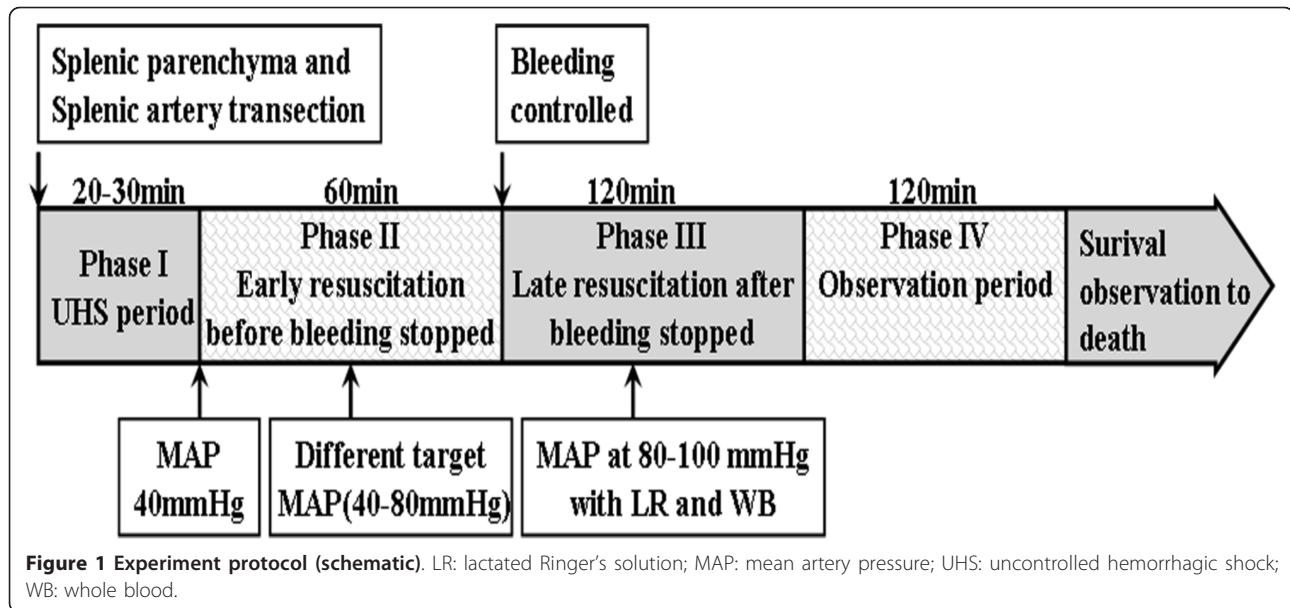 Splenic parenchyma and
Splenic artery transection
Bleeding
controlled
20-30min
60min
120min
120min
Phase I
UHS period
Phase II
Early resuscitation
before bleeding stopped
Phase III
Late resuscitation after
bleeding stopped
Phase IV
Observation period
Surival
observation to
death
MAP
40mmHg
Different target
MAP(40-80mmHg)
MAP at 80-100 mmHg
with LR and WB
Figure 1 Experiment protocol (schematic). LR: lactated Ringer's solution; MAP: mean artery pressure; UHS: uncontrolled hemorrhagic shock;
WB: whole blood.